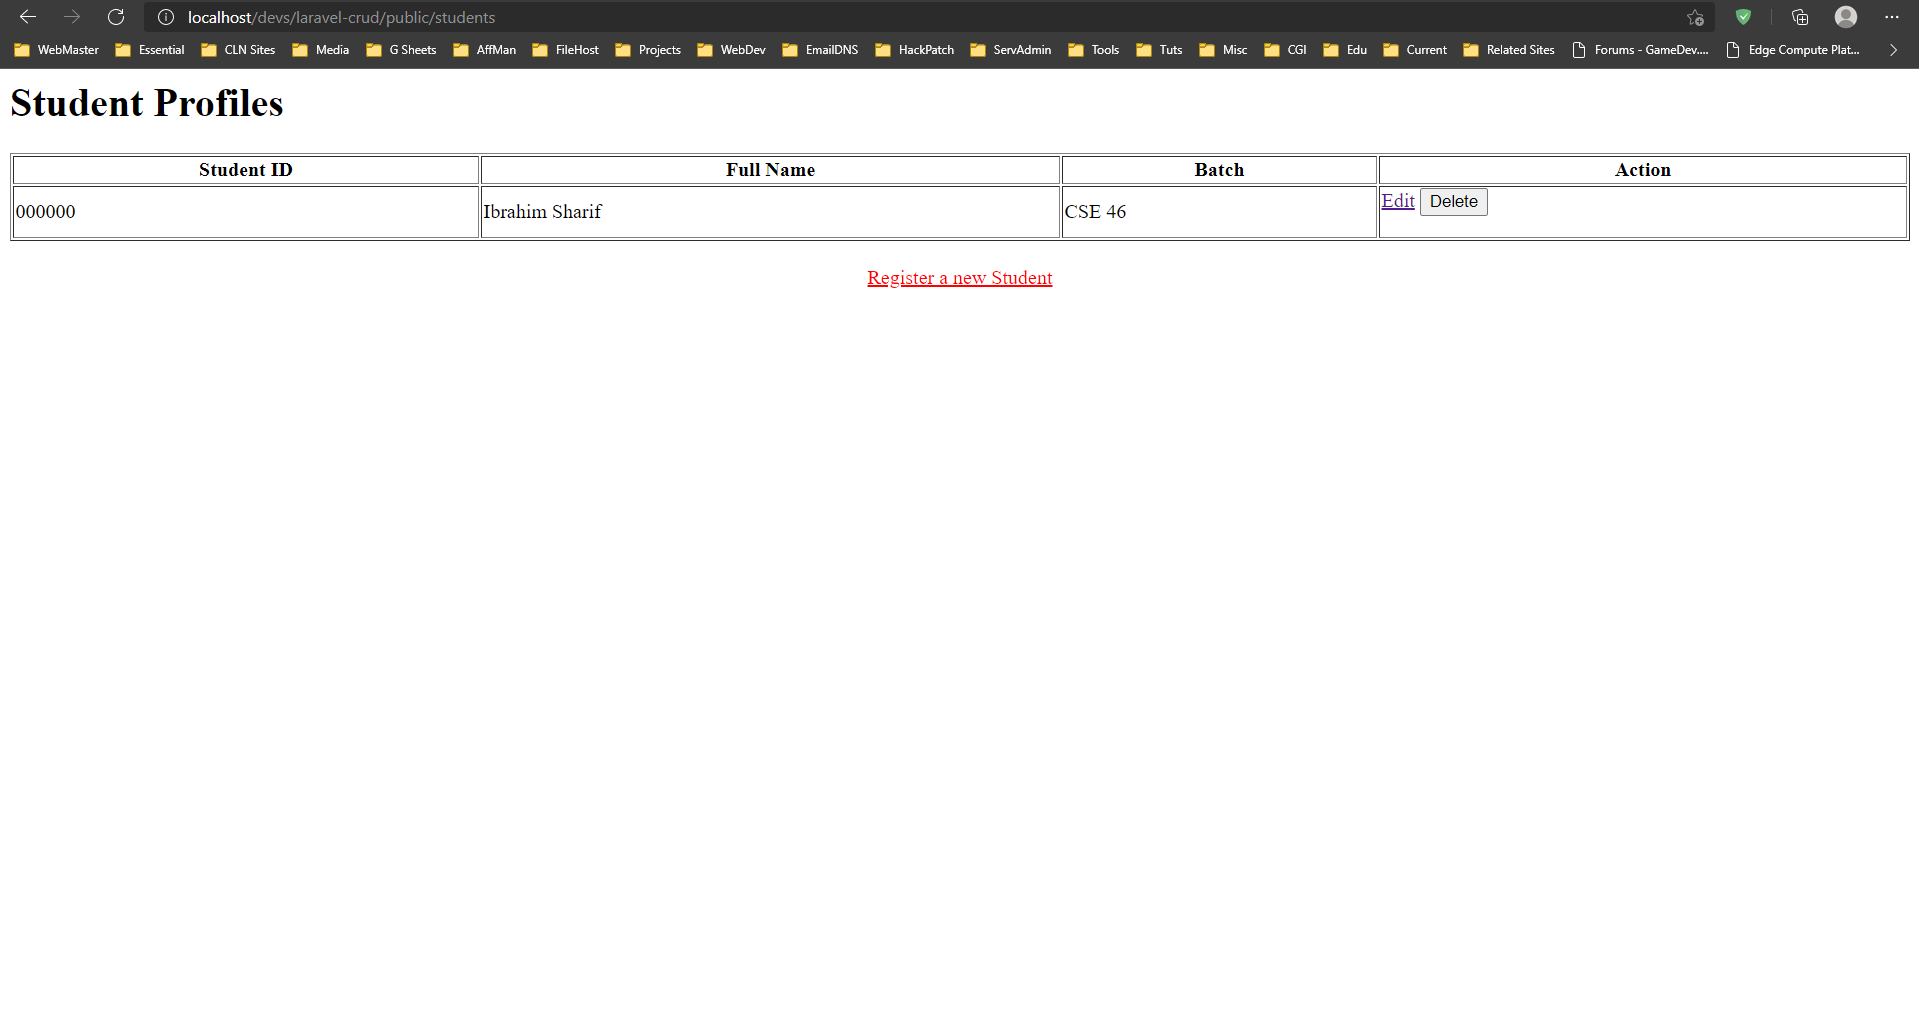 localhost/devs/laravel-crud/public/students
WebMaster Essential CLN Sites Media G Sheets AffMan FileHost Projects WebDev EmailDNS HackPatch ServAdmin Tools Tuts Misc CGI Edu Current Related Sites Forums - GameDev.... Edge Compute Plat...
Student Profiles
Student ID Full Name Batch Action
000000 Ibrahim Sharif CSE 46 Edit Delete
Register a new Student